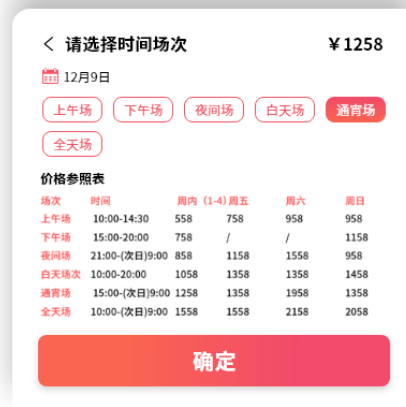 请选择时间场次 ￥1258
12月9日
上午场 下午场 夜间场 白天场 通宵场
全天场
价格参照表
场次 时间 周内（1-4) 周五 周六 周日
上午场 10:00-14:30 558 758 958 958
下午场 15:00-20:00 758 / / 1158
夜间场 21:00-(次日)9:00 858 1158 1558 958
白天场次 10:00-20:00 1058 1358 1358 1458
通宵场 15:00-(次日)9:00 1258 1358 1958 1358
全天场 10:00-(次日)9:00 1558 1558 2158 2058
确定